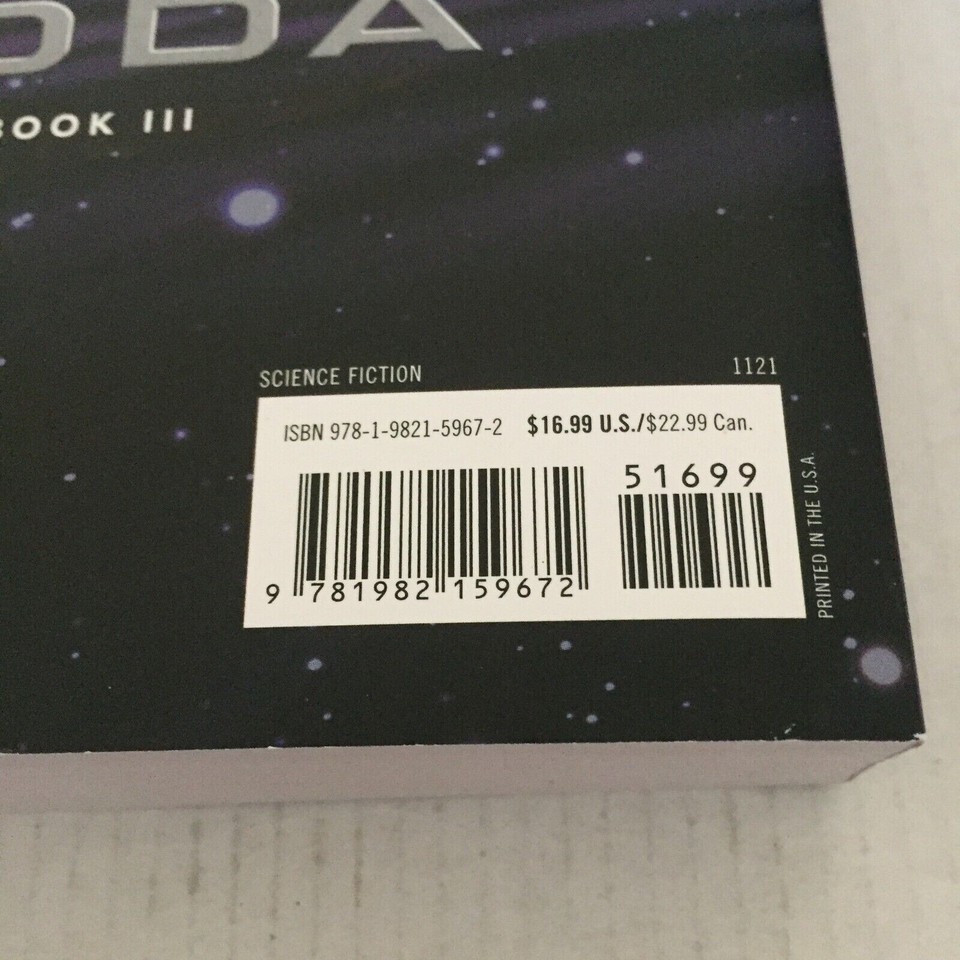 DA
BOOK III
SCIENCE FICTION 1121
ISBN 978-1-9821-5967-2 $16.99 U.S./$22.99 Can.
51699
9 781982 159672
PRINTED IN THE U.S.A.